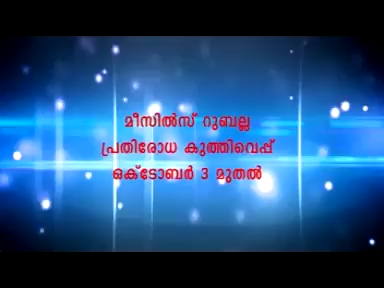 മീസിൽസ് റുബല്ല
പ്രതിരോധ കുത്തിവെപ്പ്
ഒക്ടോബർ 3 മുതൽ